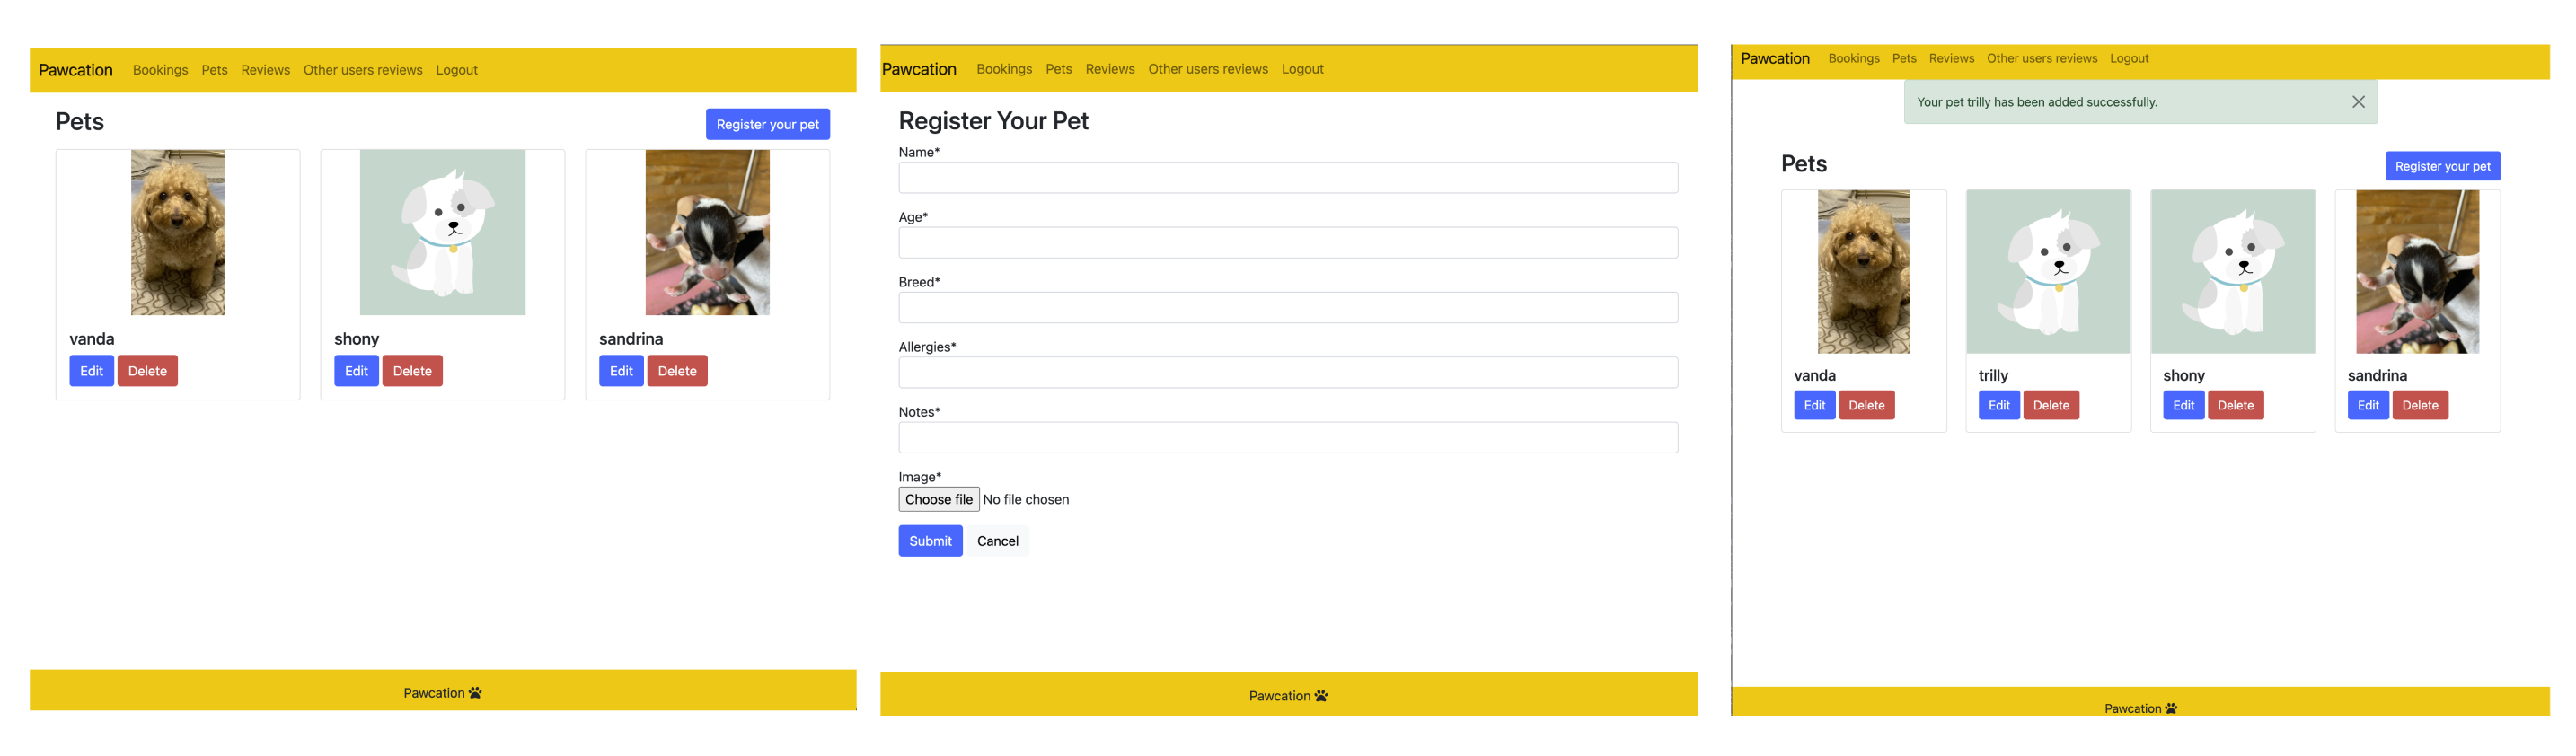 Pawcation Bookings Pets Reviews Other users reviews Logout
Pets
Register your pet
vanda
Edit Delete
shony
Edit Delete
sandrina
Edit Delete
Pawcation
Pawcation Bookings Pets Reviews Other users reviews Logout
Register Your Pet
Name*
Age*
Breed*
Allergies*
Notes*
Image*
Choose file No file chosen
Submit Cancel
Pawcation
Pawcation Bookings Pets Reviews Other users reviews Logout
Your pet trilly has been added successfully.
Pets
Register your pet
vanda
Edit Delete
trilly
Edit Delete
shony
Edit Delete
sandrina
Edit Delete
Pawcation